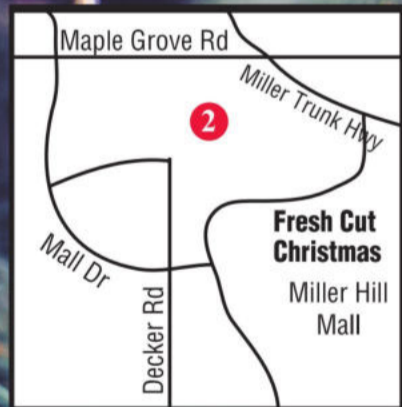 Maple Grove Rd
Miller Trunk Hwy
2
Fresh Cut
Christmas
Miller Hill
Mall
Mall Dr
Decker Rd